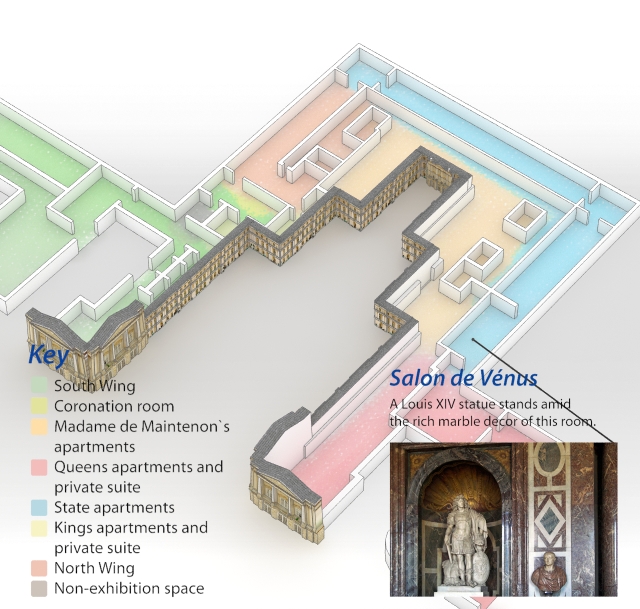 Key
South Wing
Coronation room
Madame de Maintenon`s
apartments
Queens apartments and
private suite
State apartments
Kings apartments and
private suite
North Wing
Non-exhibition space
Salon de Vénus
A Louis XIV statue stands amid
the rich marble decor of this room.